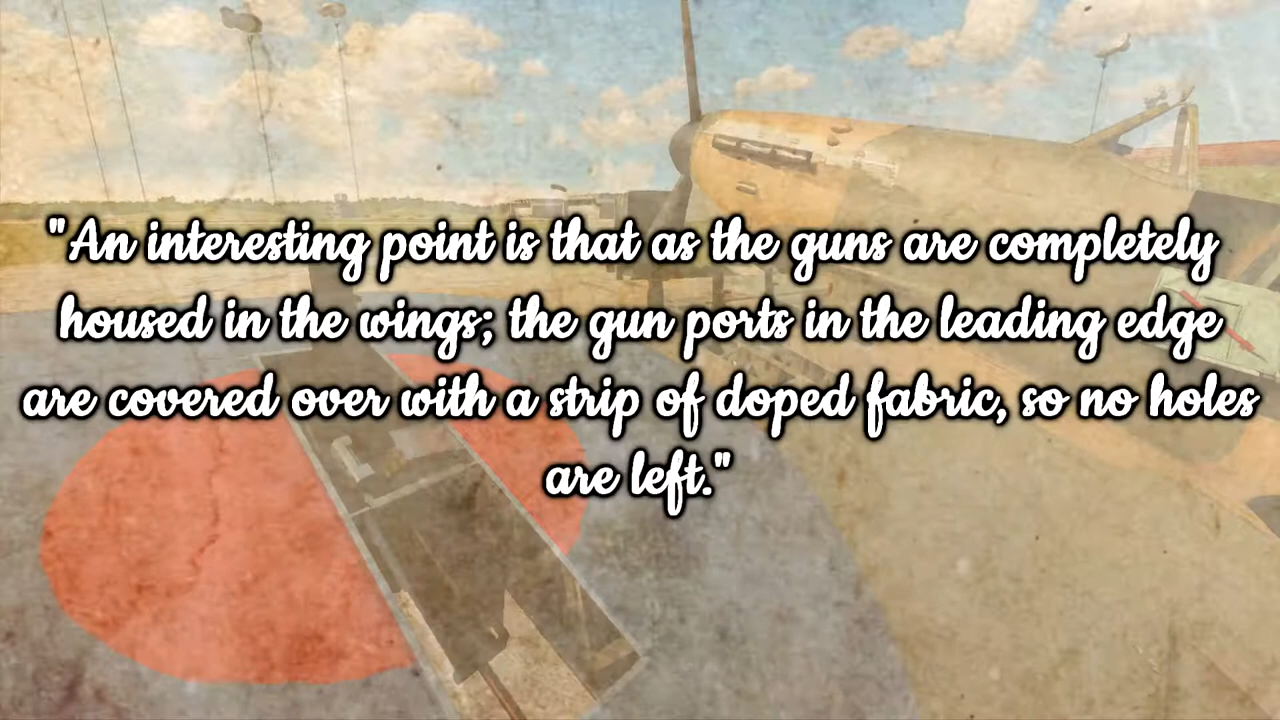 "An interesting point is that as the guns are completely
housed in the wings; the gun ports in the leading edge
are covered over with a strip of doped fabric, so no holes
are left."